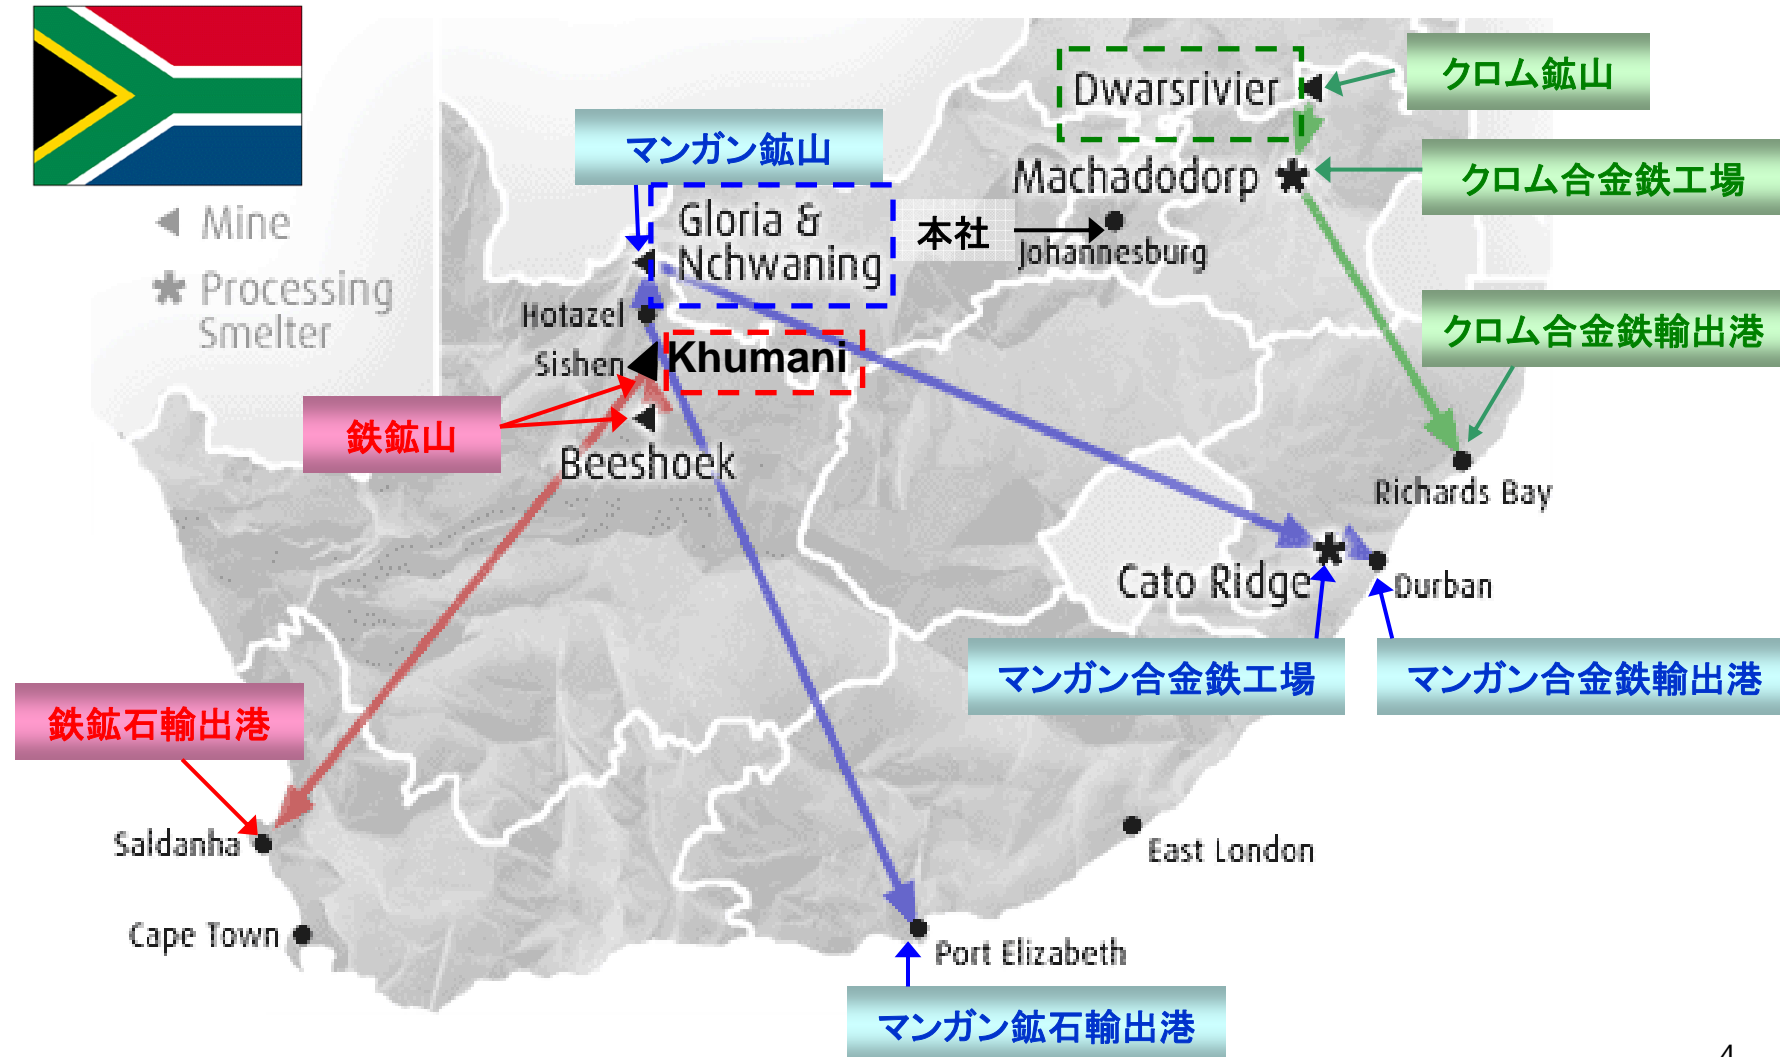 クロム鉱山
Dwarsrivier
マンガン鉱山
クロム合金鉄工場
Machadodorp
Mine
Gloria &
Nchwaning
本社
Johannesburg
Processing
Smelter
Hotazel
クロム合金鉄輸出港
Sishen
Khumani
鉄鉱山
Beeshoek
Richards Bay
Cato Ridge
Durban
マンガン合金鉄工場
マンガン合金鉄輸出港
鉄鉱石輸出港
Saldanha
East London
Cape Town
Port Elizabeth
マンガン鉱石輸出港
4